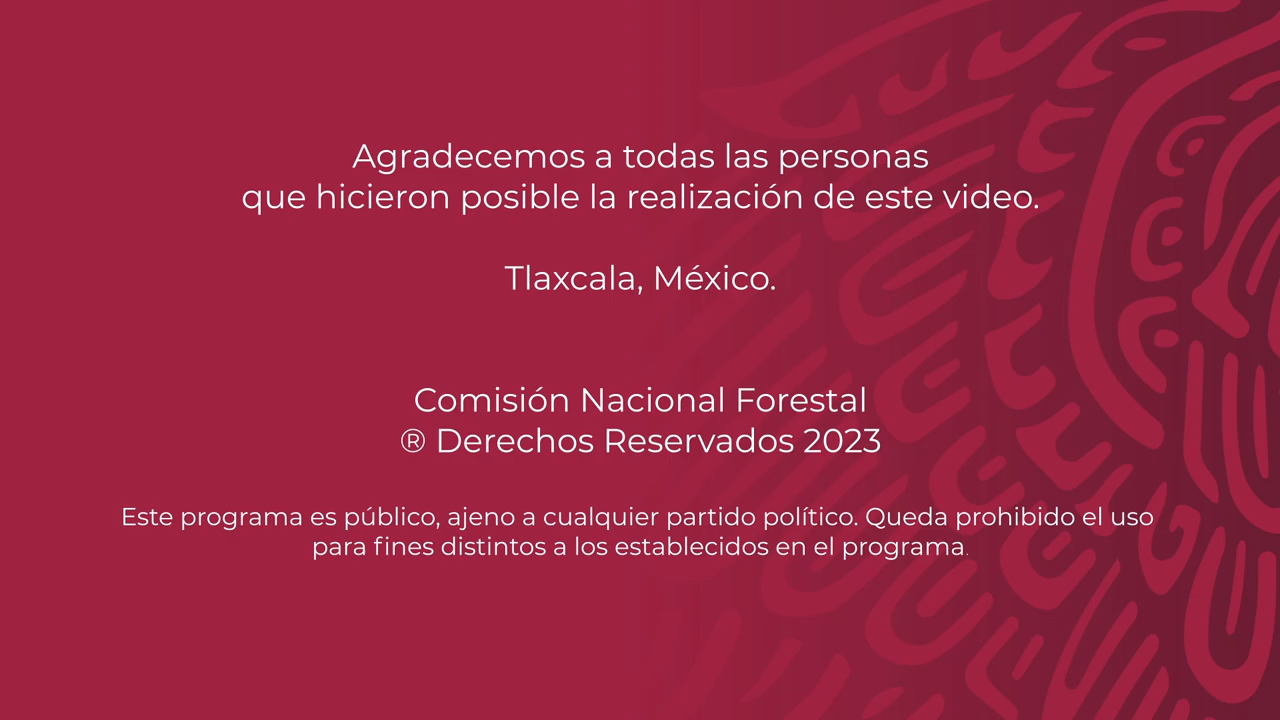 Agradecemos a todas las personas
que hicieron posible la realización de este video.
Tlaxcala, México.
Comisión Nacional Forestal
® Derechos Reservados 2023
Este programa es público, ajeno a cualquier partido político. Queda prohibido el uso
para fines distintos a los establecidos en el programa.